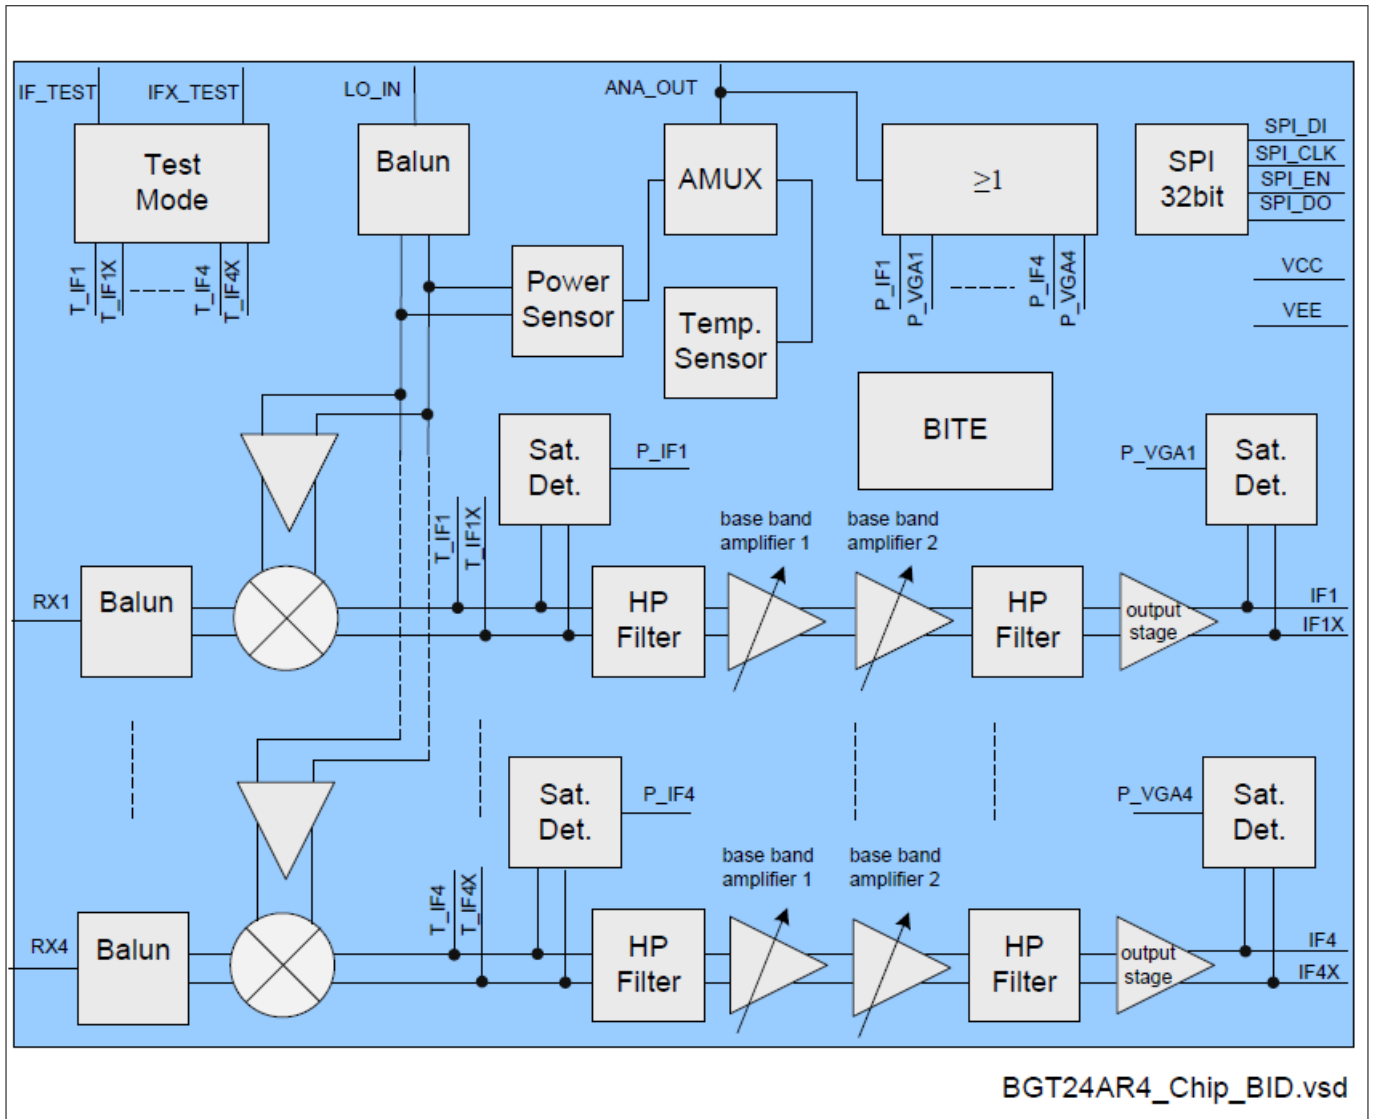 IF_TEST
IFX_TEST
LO_IN
ANA_OUT
Test
Mode
Balun
AMUX
≥1
SPI
32bit
SPI_DI
SPI_CLK
SPI_EN
SPI_DO
T_IF1
T_IF1X
T_IF4
T_IF4X
Power
Sensor
Temp.
Sensor
P_IF1
P_VGA1
P_IF4
P_VGA4
VCC
VEE
BITE
Sat.
Det.
P_IF1
P_VGA1
Sat.
Det.
T_IF1
T_IF1X
base band
amplifier 1
base band
amplifier 2
RX1
Balun
HP
Filter
HP
Filter
output
stage
IF1
IF1X
Sat.
Det.
P_IF4
P_VGA4
Sat.
Det.
T_IF4
T_IF4X
base band
amplifier 1
base band
amplifier 2
RX4
Balun
HP
Filter
HP
Filter
output
stage
IF4
IF4X
BGT24AR4_Chip_BID.vsd